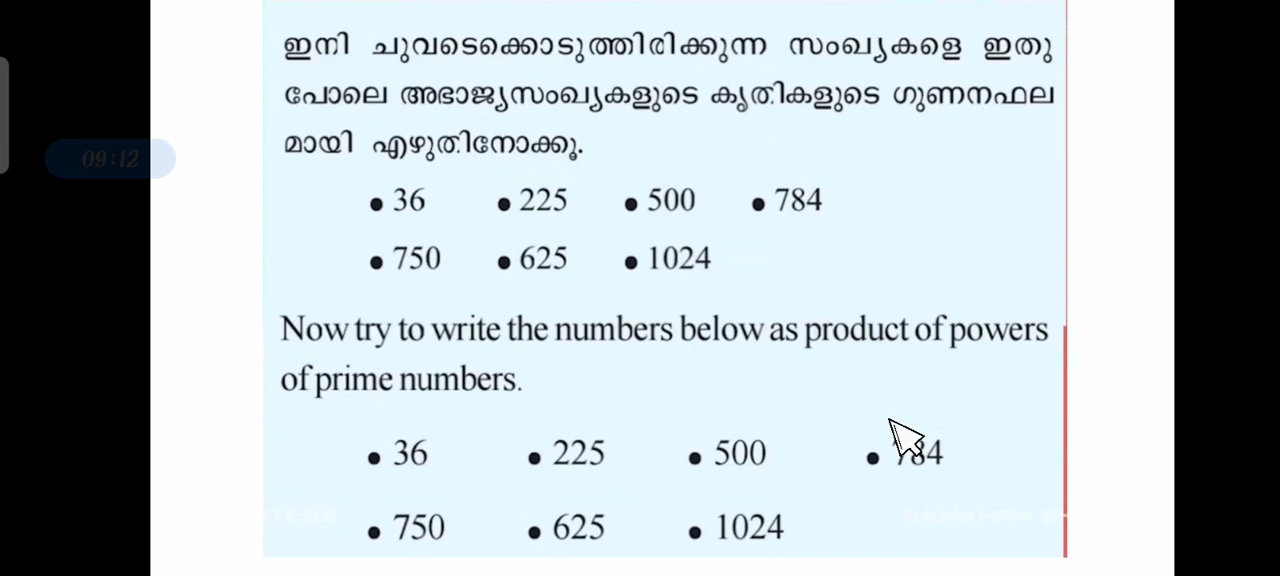 09:12
ഇനി ചുവടെക്കൊടുത്തിരിക്കുന്ന സംഖ്യകളെ ഇതു
പോലെ അഭാജ്യസംഖ്യകളുടെ കൃതികളുടെ ഗുണനഫല
മായി എഴുതിനോക്കൂ.
• 36 • 225 • 500 • 784
• 750 • 625 • 1024
Now try to write the numbers below as product of powers
of prime numbers.
• 36 • 225 • 500 • 784
• 750 • 625 • 1024